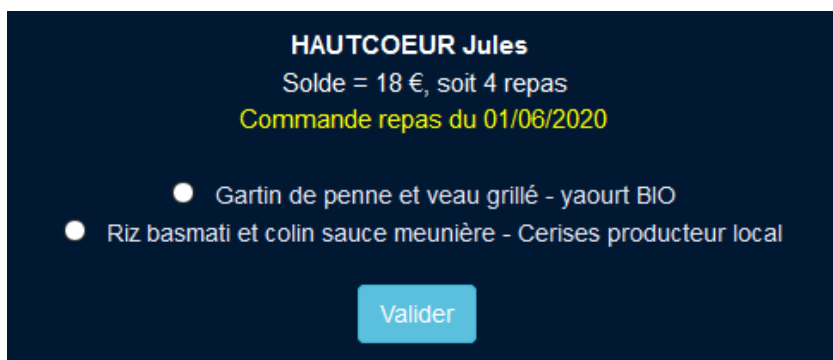 HAUTCOEUR Jules
Solde = 18 €, soit 4 repas
Commande repas du 01/06/2020
Gartin de penne et veau grillé - yaourt BIO
Riz basmati et colin sauce meunière - Cerises producteur local
Valider